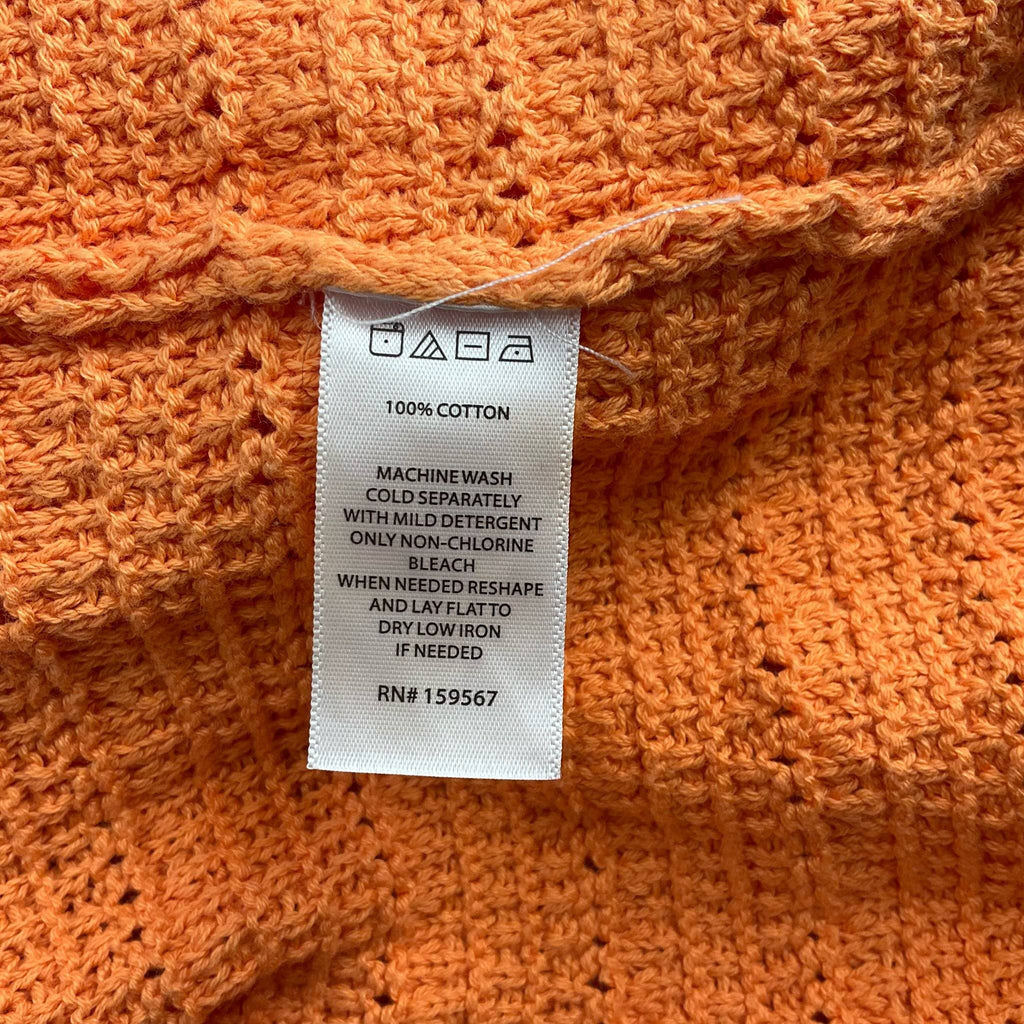 100% COTTON
MACHINE WASH
COLD SEPARATELY
WITH MILD DETERGENT
ONLY NON-CHLORINE
BLEACH
WHEN NEEDED RESHAPE
AND LAY FLAT TO
DRY LOW IRON
IF NEEDED
RN# 159567